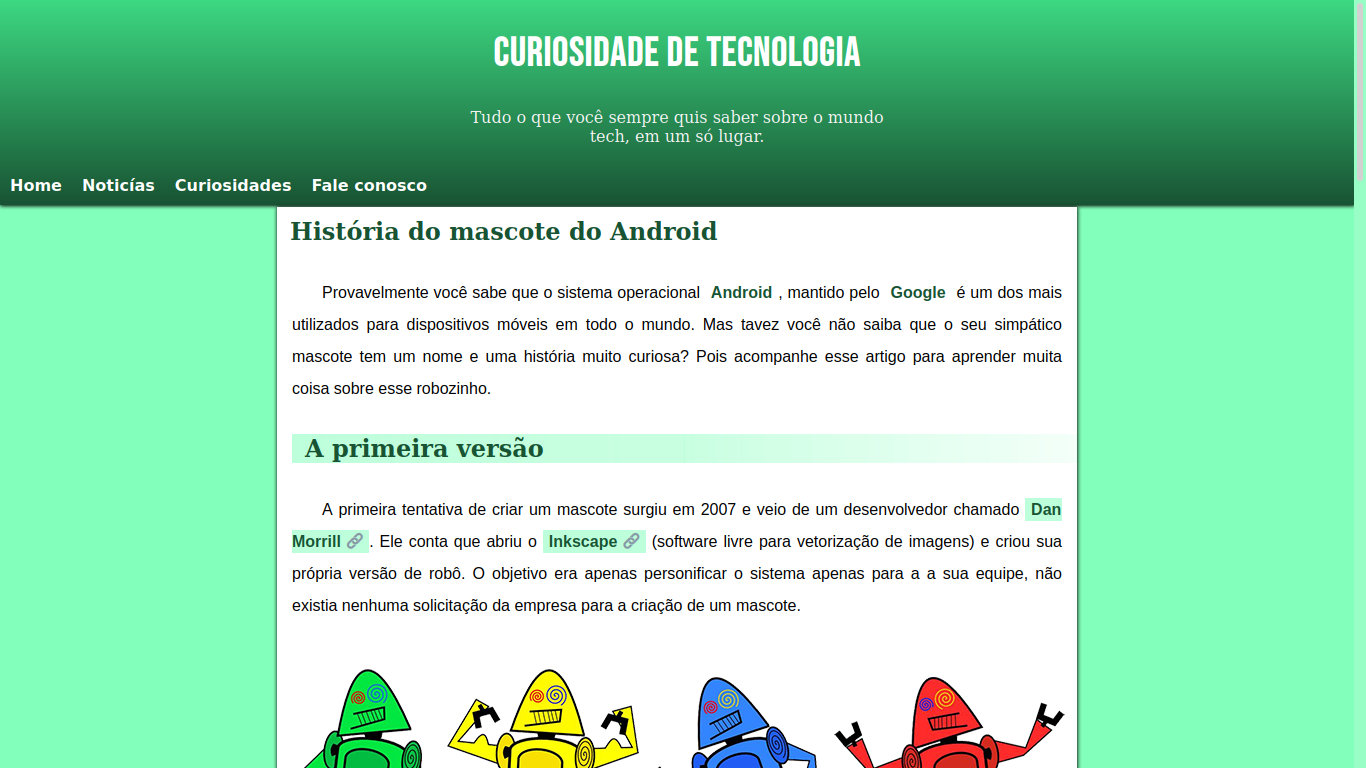 CURIOSIDADE DE TECNOLOGIA
Tudo o que você sempre quis saber sobre o mundo
tech, em um só lugar.
Home Noticías Curiosidades Fale conosco
História do mascote do Android
Provavelmente você sabe que o sistema operacional Android , mantido pelo Google é um dos mais
utilizados para dispositivos móveis em todo o mundo. Mas tavez você não saiba que o seu simpático
mascote tem um nome e uma história muito curiosa? Pois acompanhe esse artigo para aprender muita
coisa sobre esse robozinho.
A primeira versão
A primeira tentativa de criar um mascote surgiu em 2007 e veio de um desenvolvedor chamado Dan
Morrill 🔗 . Ele conta que abriu o Inkscape 🔗 (software livre para vetorização de imagens) e criou sua
própria versão de robô. O objetivo era apenas personificar o sistema apenas para a a sua equipe, não
existia nenhuma solicitação da empresa para a criação de um mascote.